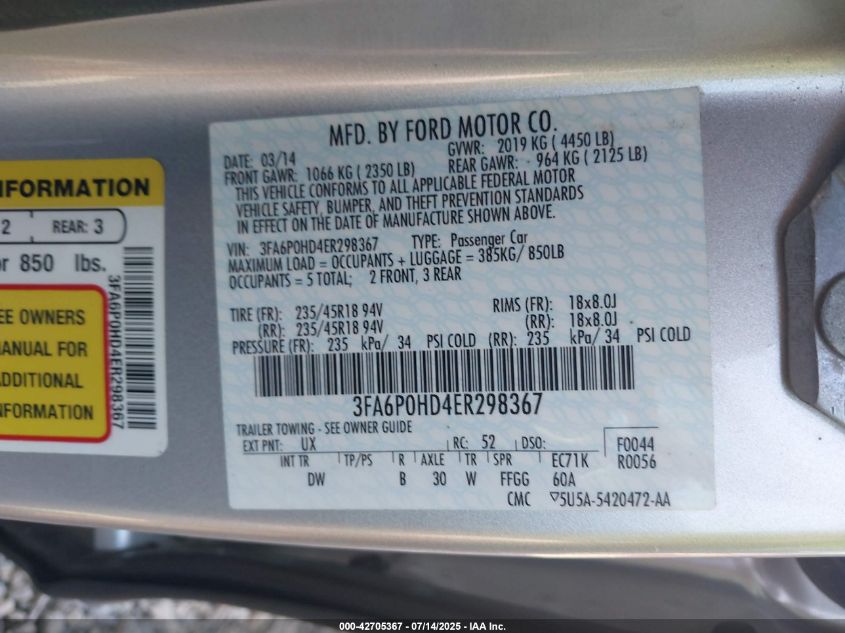 MFD. BY FORD MOTOR CO.
DATE: 03/14 GVWR: 2019 KG ( 4450 LB)
FRONT GAWR: 1066 KG ( 2350 LB) REAR GAWR: 964 KG ( 2125 LB)
THIS VEHICLE CONFORMS TO ALL APPLICABLE FEDERAL MOTOR
VEHICLE SAFETY, BUMPER, AND THEFT PREVENTION STANDARDS
IN EFFECT ON THE DATE OF MANUFACTURE SHOWN ABOVE.
VIN: 3FA6P0HD4ER298367 TYPE: Passenger Car
MAXIMUM LOAD = OCCUPANTS + LUGGAGE = 385KG/ 850LB
OCCUPANTS = 5 TOTAL; 2 FRONT, 3 REAR
TIRE (FR): 235/45R18 94V RIMS (FR): 18x8.0J
(RR): 235/45R18 94V (RR): 18x8.0J
PRESSURE (FR): 235 kPa/ 34 PSI COLD (RR): 235 kPa/ 34 PSI COLD
3FA6P0HD4ER298367
TRAILER TOWING - SEE OWNER GUIDE
EXT PNT: UX RC: 52 DSO: F0044
INT TR TP/PS R AXLE TR SPR EC71K R0056
DW B 30 W FFGG 60A
CMC ▽5U5A-5420472-AA
INFORMATION
2 REAR: 3
or 850 lbs.
SEE OWNERS
MANUAL FOR
ADDITIONAL
INFORMATION
3FA6P0HD4ER298367
000-42705367 - 07/14/2025 - IAA Inc.